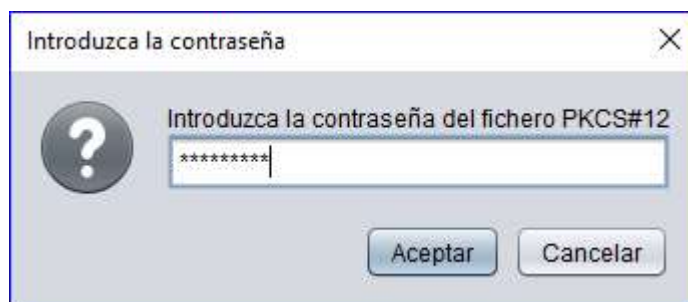 Introduzca la contraseña
Introduzca la contraseña del fichero PKCS#12
*********
Aceptar Cancelar